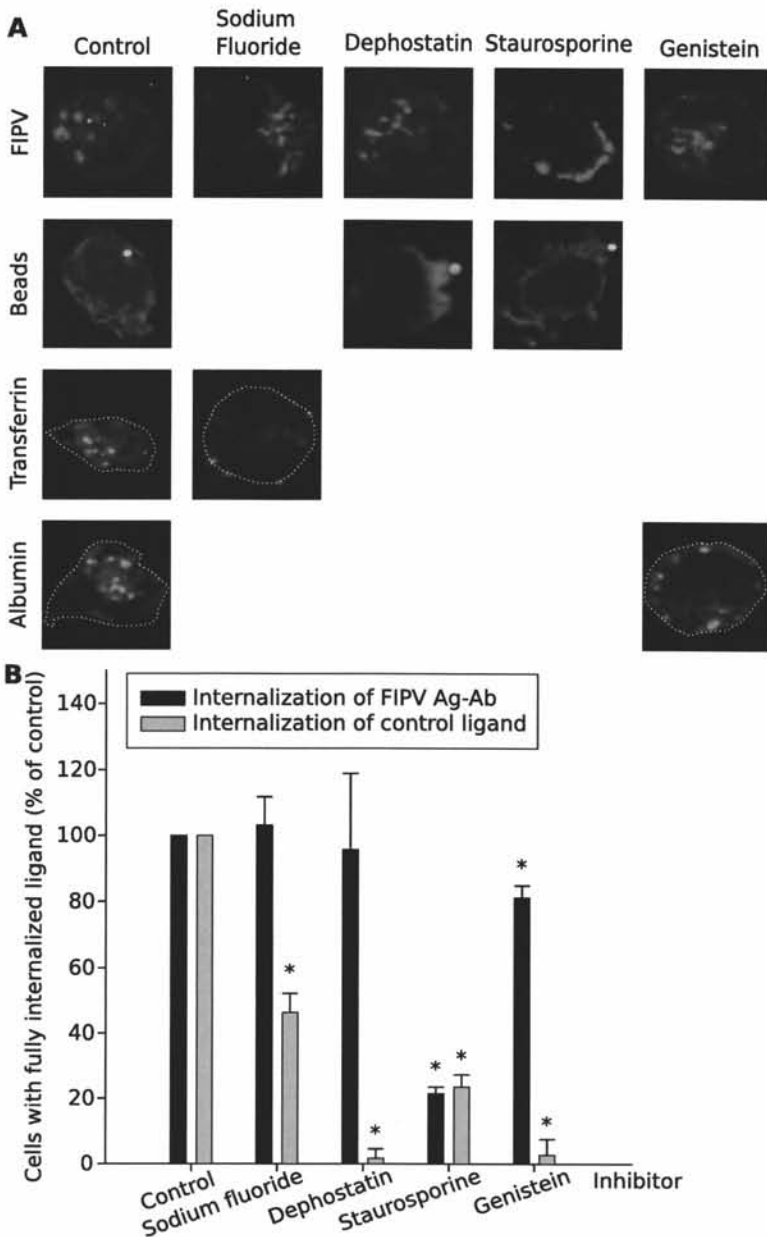 A
Control
Sodium
Fluoride
Dephostatin
Staurosporine
Genistein
FIPV
Beads
Transferrin
Albumin
B
Cells with fully internalized ligand (% of control)
140
120
100
80
60
40
20
0
Internalization of FIPV Ag-Ab
Internalization of control ligand
*
*
*
*
*
*
Control
Sodium fluoride
Dephostatin
Staurosporine
Genistein
Inhibitor